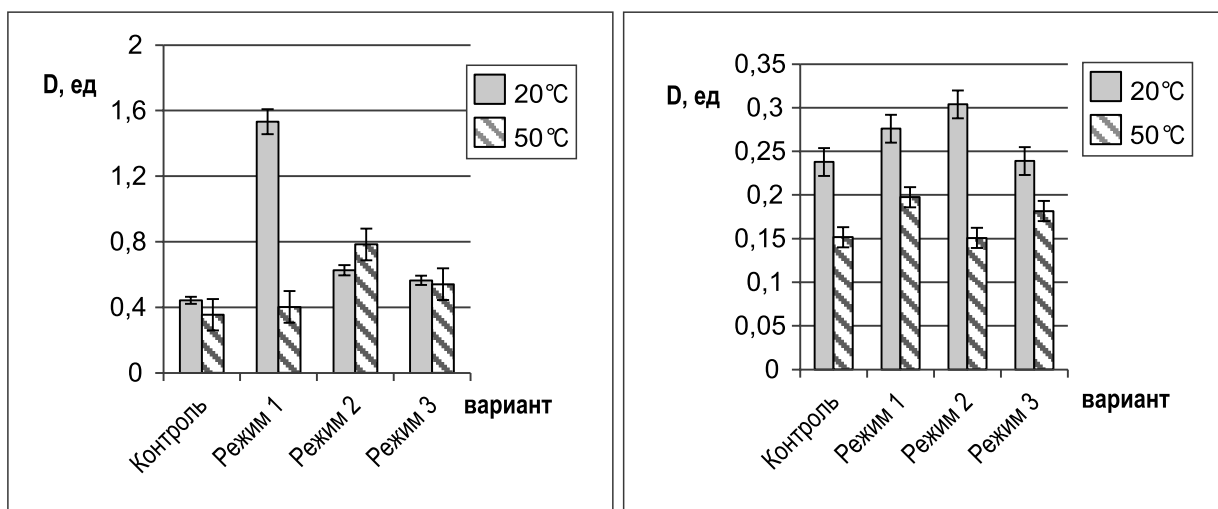 2
1,6
1,2
0,8
0,4
0
D, ед
20℃
50℃
Контроль
Режим 1
Режим 2
Режим 3
вариант
0,35
0,3
0,25
0,2
0,15
0,1
0,05
0
D, ед
20℃
50℃
Контроль
Режим 1
Режим 2
Режим 3
вариант